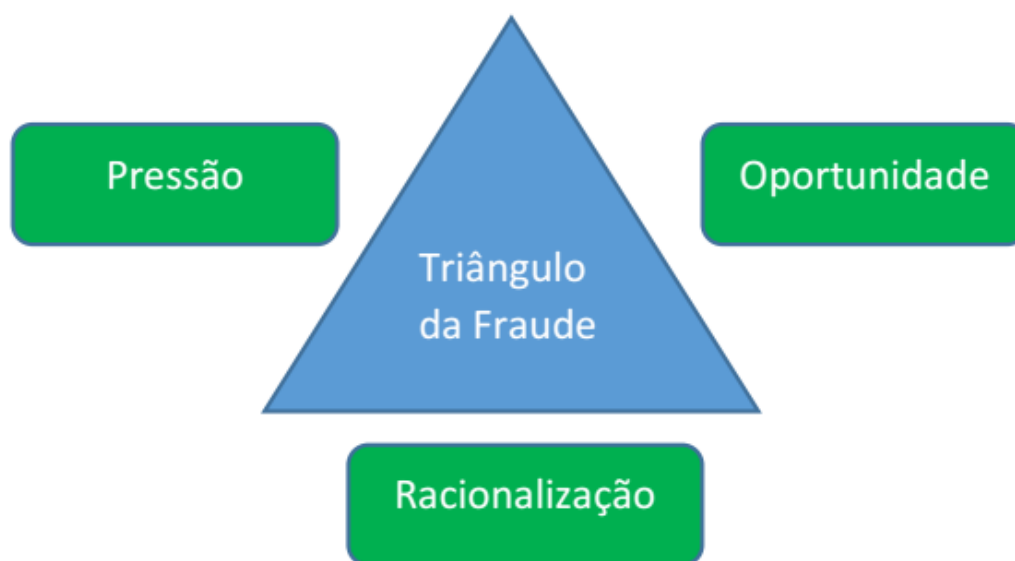 Pressão
Oportunidade
Triângulo
da Fraude
Racionalização